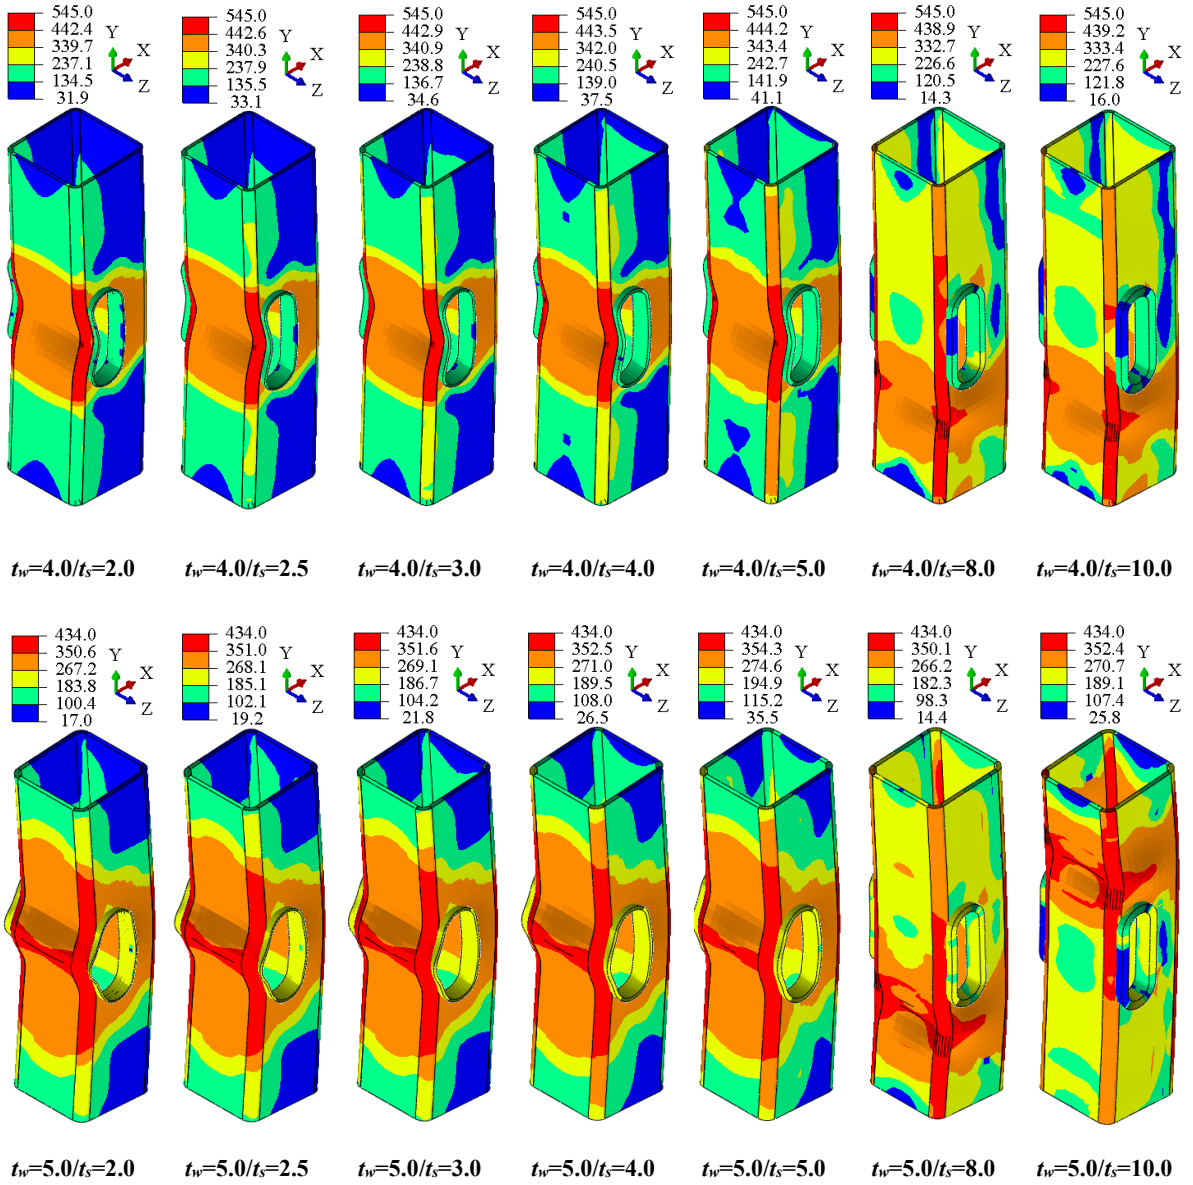 545.0
442.4
339.7
237.1
134.5
31.9
Y
X
Z
545.0
442.6
340.3
237.9
135.5
33.1
Y
X
Z
545.0
442.9
340.9
238.8
136.7
34.6
Y
X
Z
545.0
443.5
342.0
240.5
139.0
37.5
Y
X
Z
545.0
444.2
343.4
242.7
141.9
41.1
Y
X
Z
545.0
438.9
332.7
226.6
120.5
14.3
Y
X
Z
545.0
439.2
333.4
227.6
121.8
16.0
Y
X
Z
tw=4.0/ts=2.0
tw=4.0/ts=2.5
tw=4.0/ts=3.0
tw=4.0/ts=4.0
tw=4.0/ts=5.0
tw=4.0/ts=8.0
tw=4.0/ts=10.0
434.0
350.6
267.2
183.8
100.4
17.0
Y
X
Z
434.0
351.0
268.1
185.1
102.1
19.2
Y
X
Z
434.0
351.6
269.1
186.7
104.2
21.8
Y
X
Z
434.0
352.5
271.0
189.5
108.0
26.5
Y
X
Z
434.0
354.3
274.6
194.9
115.2
35.5
Y
X
Z
434.0
350.1
266.2
182.3
98.3
14.4
Y
X
Z
434.0
352.4
270.7
189.1
107.4
25.8
Y
X
Z
tw=5.0/ts=2.0
tw=5.0/ts=2.5
tw=5.0/ts=3.0
tw=5.0/ts=4.0
tw=5.0/ts=5.0
tw=5.0/ts=8.0
tw=5.0/ts=10.0